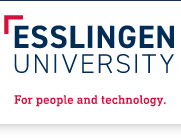 ESSLINGEN
UNIVERSITY
For people and technology.